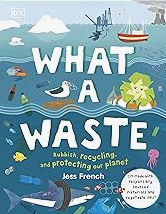 DK
WHAT
A
WASTE
Rubbish, recycling,
and protecting our planet
Jess French